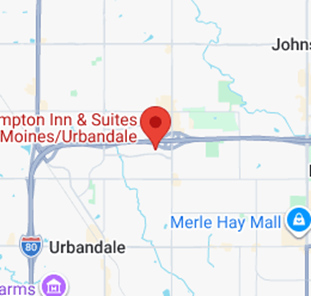 Johns
mpton Inn & Suites
Moines/Urbandale
Merle Hay Mall
80
Urbandale
arms